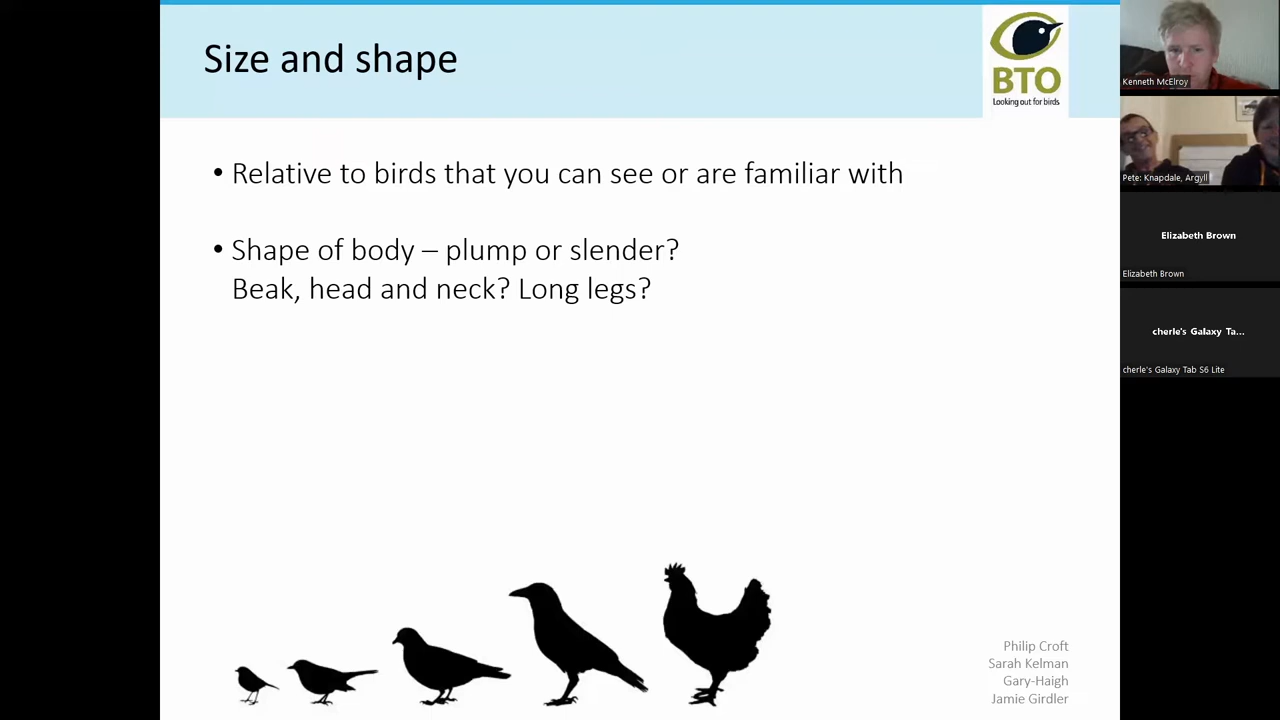 Size and shape
BTO
Looking out for birds
• Relative to birds that you can see or are familiar with
• Shape of body – plump or slender?
Beak, head and neck? Long legs?
Philip Croft
Sarah Kelman
Gary-Haigh
Jamie Girdler
Kenneth McElroy
Pete: Knapdale, Argyll
Elizabeth Brown
Elizabeth Brown
cherle's Galaxy Ta...
cherle's Galaxy Tab S6 Lite